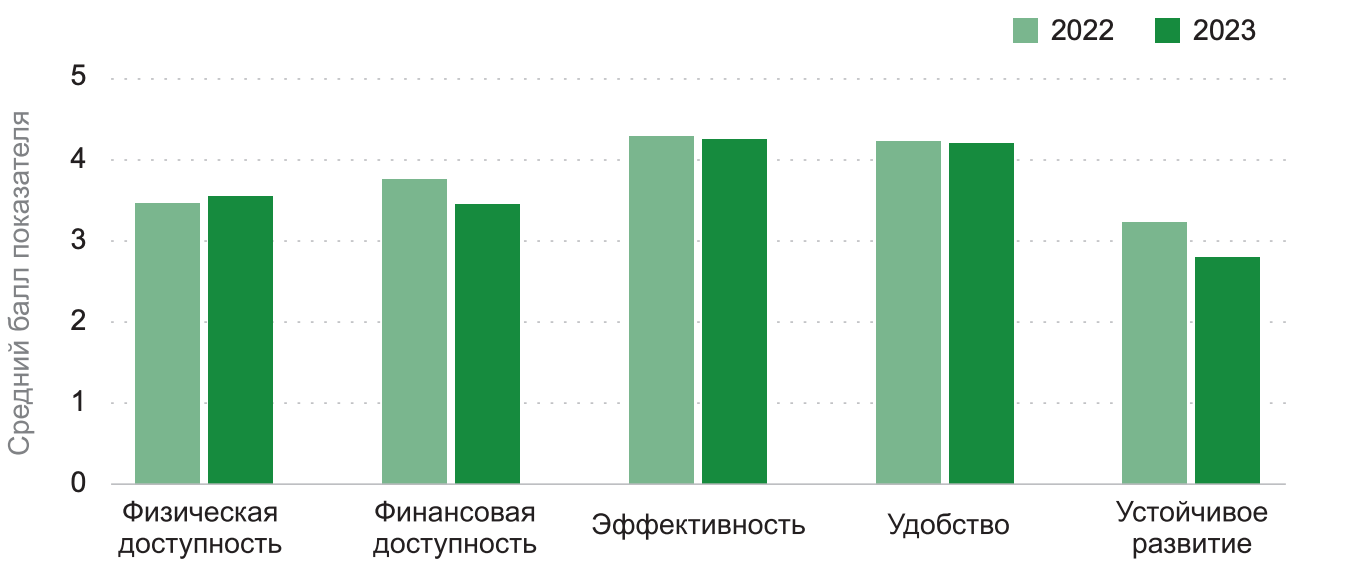 2022
2023
Средний балл показателя
5
4
3
2
1
0
Физическая
доступность
Финансовая
доступность
Эффективность
Удобство
Устойчивое
развитие